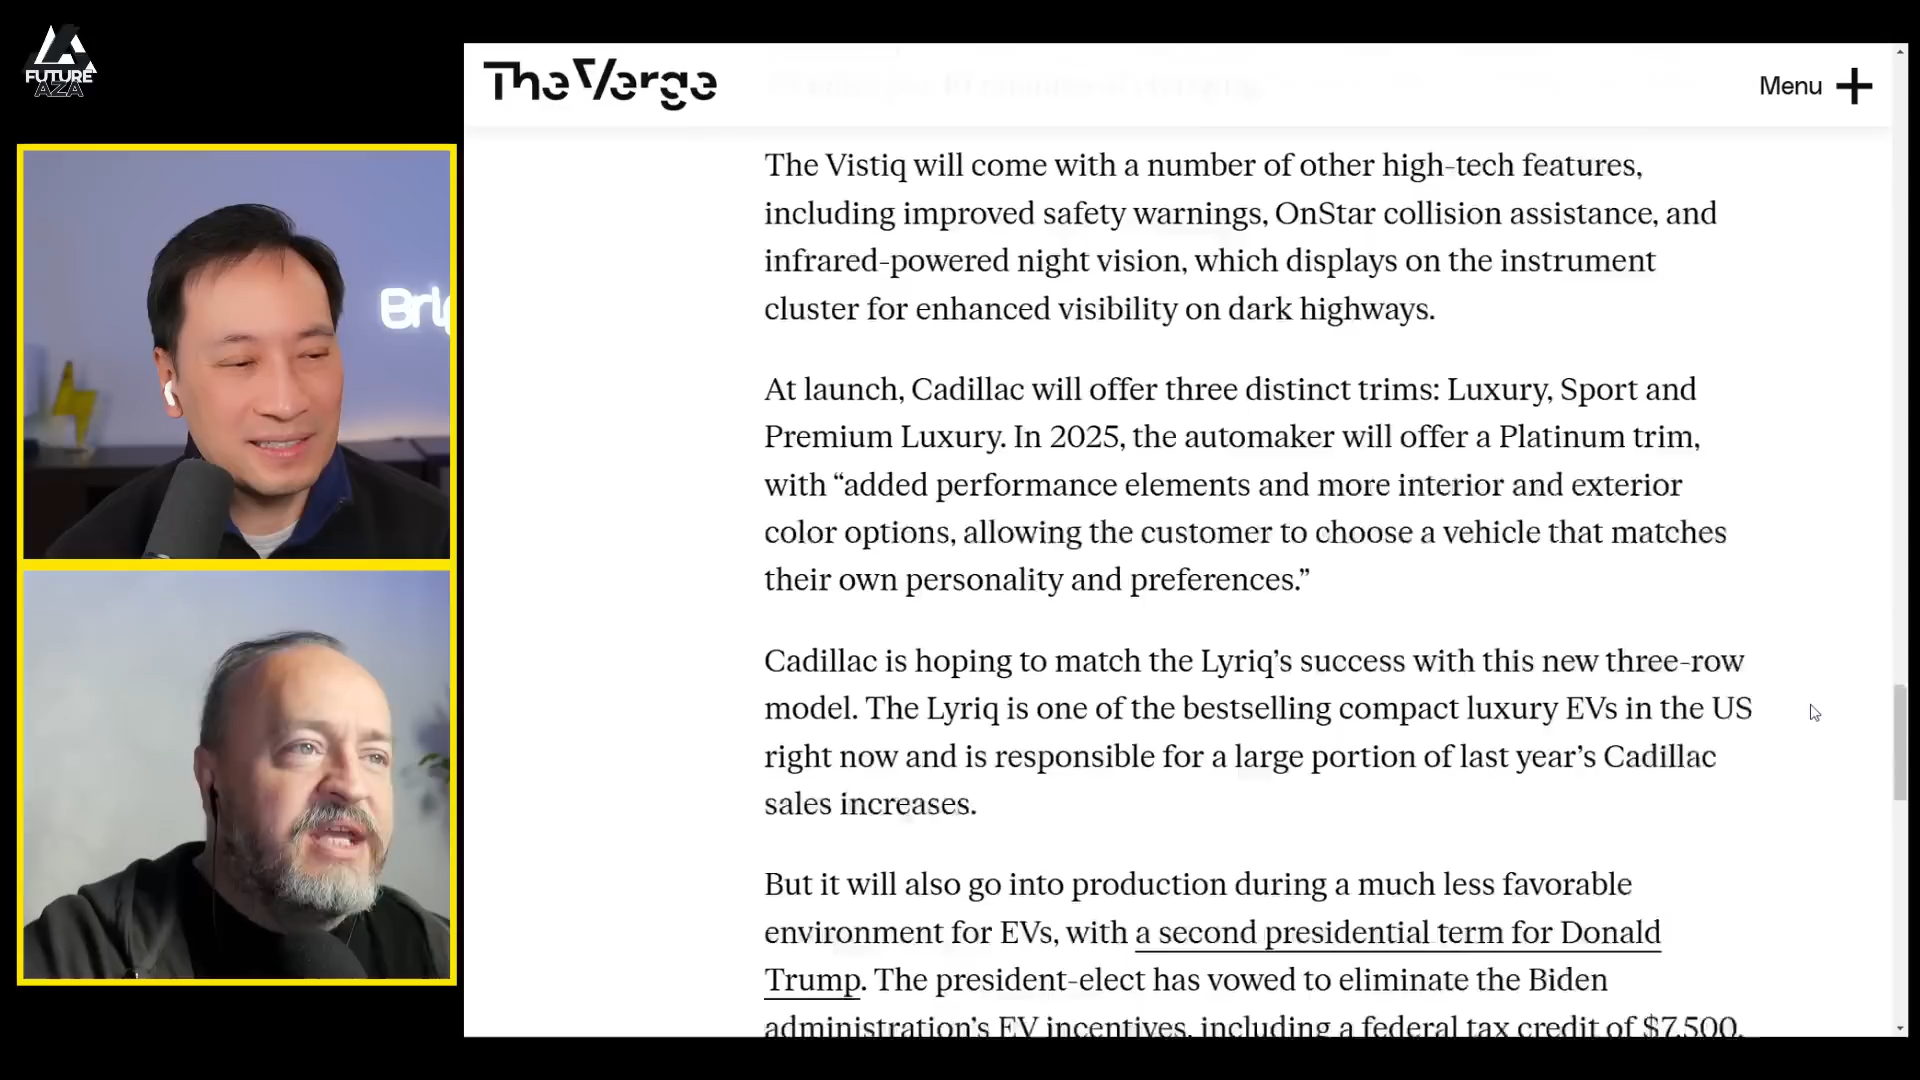 FUTURE
AZA
The Verge
Menu
Bri
The Vistiq will come with a number of other high-tech features,
including improved safety warnings, OnStar collision assistance, and
infrared-powered night vision, which displays on the instrument
cluster for enhanced visibility on dark highways.
At launch, Cadillac will offer three distinct trims: Luxury, Sport and
Premium Luxury. In 2025, the automaker will offer a Platinum trim,
with “added performance elements and more interior and exterior
color options, allowing the customer to choose a vehicle that matches
their own personality and preferences.”
Cadillac is hoping to match the Lyriq’s success with this new three-row
model. The Lyriq is one of the bestselling compact luxury EVs in the US
right now and is responsible for a large portion of last year’s Cadillac
sales increases.
But it will also go into production during a much less favorable
environment for EVs, with a second presidential term for Donald
Trump. The president-elect has vowed to eliminate the Biden
administration’s EV incentives, including a federal tax credit of $7,500,